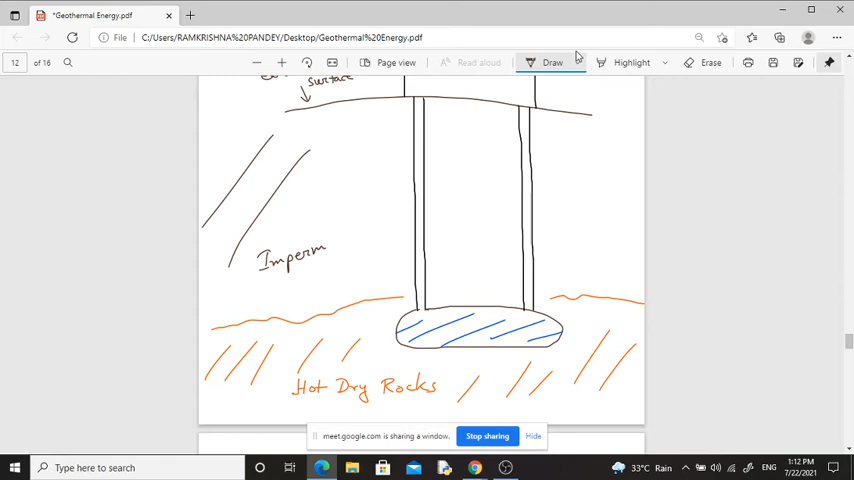 *Geothermal Energy.pdf
File
C:/Users/RAMKRISHNA%20PANDEY/Desktop/Geothermal%20Energy.pdf
12 of 16
Page view
Read aloud
Draw
Highlight
Erase
surface
Imperm
Hot Dry Rocks
meet.google.com is sharing a window.
Stop sharing
Hide
Type here to search
33°C Rain
ENG
1:12 PM
7/22/2021